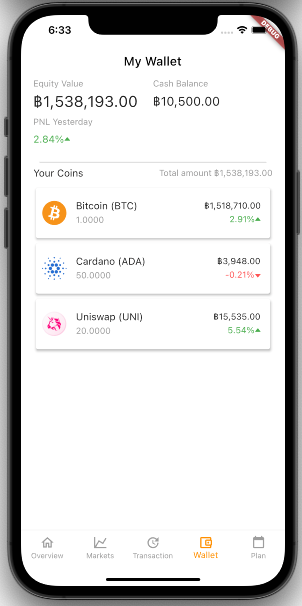 6:33
DEBUG
My Wallet
Equity Value
฿1,538,193.00
Cash Balance
฿10,500.00
PNL Yesterday
2.84%
Your Coins
Total amount ฿1,538,193.00
Bitcoin (BTC)
1.0000
฿1,518,710.00
2.91%
Cardano (ADA)
50.0000
฿3,948.00
-0.21%
Uniswap (UNI)
20.0000
฿15,535.00
5.54%
Overview
Markets
Transaction
Wallet
Plan